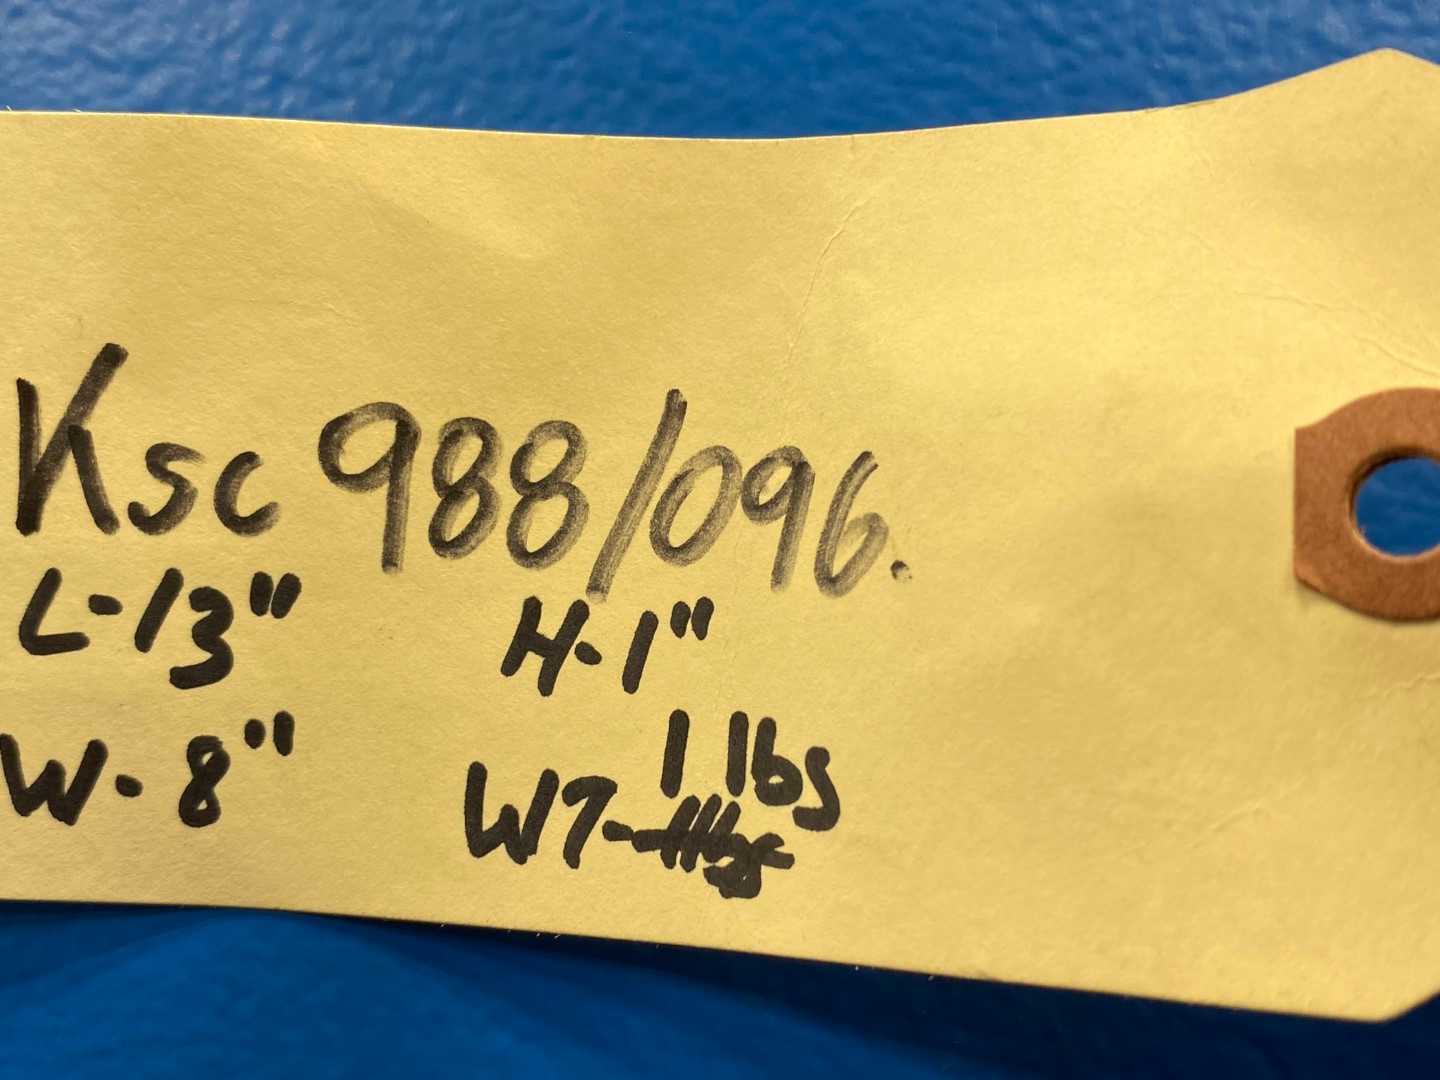 Ksc 988/096.
L-13" H-1"
W-8" WT-1 lbs